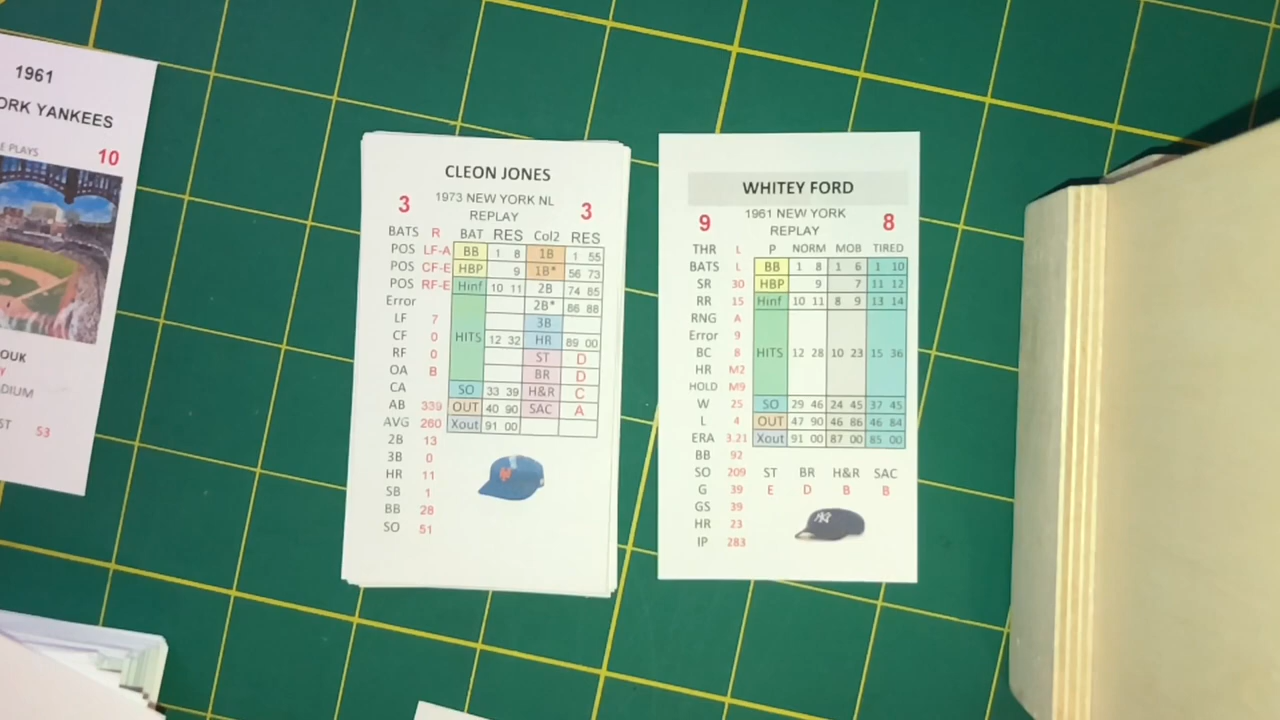 1961
ORK YANKEES
E PLAYS
10
OUK
DIUM
ST 53
CLEON JONES
1973 NEW YORK NL
3 REPLAY 3
BATS R BAT RES Col2 RES
POS LF-A BB 1 8 1B 1 55
POS CF-E HBP 9 1B* 56 73
POS RF-E Hinf 10 11 2B 74 85
Error 2B* 86 88
LF 7 3B
CF 0 HITS 12 32 HR 89 00
RF 0 ST D
OA B BR D
CA SO 33 39 H&R C
AB 339 OUT 40 90 SAC A
AVG 260 Xout 91 00
2B 13
3B 0
HR 11
SB 1
BB 28
SO 51
WHITEY FORD
1961 NEW YORK
9 REPLAY 8
THR L P NORM MOB TIRED
BATS L BB 1 8 1 6 1 10
SR 30 HBP 9 7 11 12
RR 15 Hinf 10 11 8 9 13 14
RNG A
Error 9
BC 8 HITS 12 28 10 23 15 36
HR M2
HOLD M9
W 25 SO 29 46 24 45 37 45
L 4 OUT 47 90 46 86 46 84
ERA 3.21 Xout 91 00 87 00 85 00
BB 92
SO 209 ST BR H&R SAC
G 39 E D B B
GS 39
HR 23
IP 283